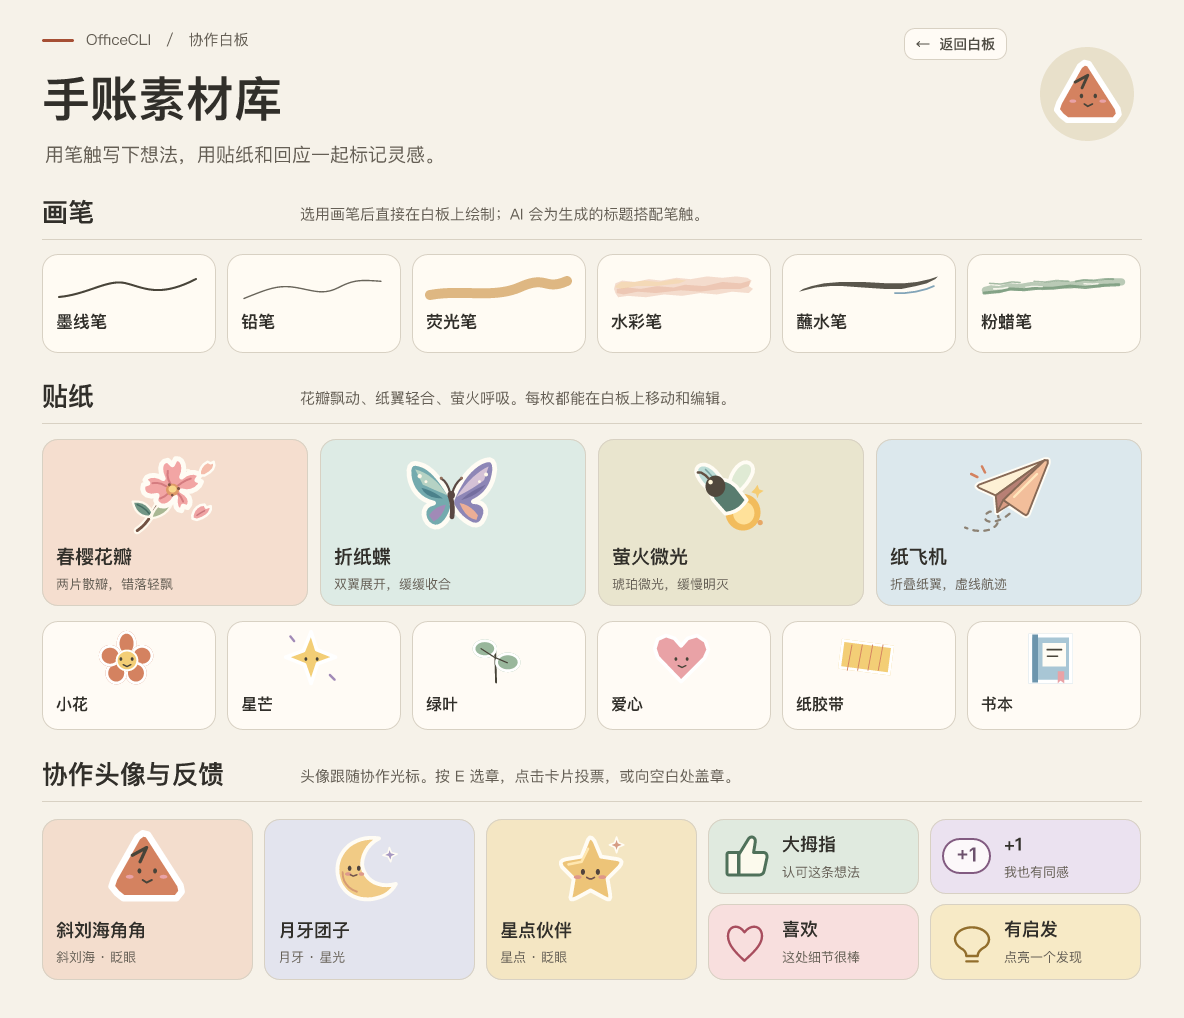 OfficeCLI / 协作白板
← 返回白板
手账素材库
用笔触写下想法，用贴纸和回应一起标记灵感。
画笔
选用画笔后直接在白板上绘制；AI 会为生成的标题搭配笔触。
墨线笔
铅笔
荧光笔
水彩笔
蘸水笔
粉蜡笔
贴纸
花瓣飘动、纸翼轻合、萤火呼吸。每枚都能在白板上移动和编辑。
春樱花瓣
两片散瓣，错落轻飘
折纸蝶
双翼展开，缓缓收合
萤火微光
琥珀微光，缓慢明灭
纸飞机
折叠纸翼，虚线航迹
小花
星芒
绿叶
爱心
纸胶带
书本
协作头像与反馈
头像跟随协作光标。按 E 选章，点击卡片投票，或向空白处盖章。
斜刘海角角
斜刘海 · 眨眼
月牙团子
月牙 · 星光
星点伙伴
星点 · 眨眼
大拇指
认可这条想法
+1
+1
我也有同感
喜欢
这处细节很棒
有启发
点亮一个发现